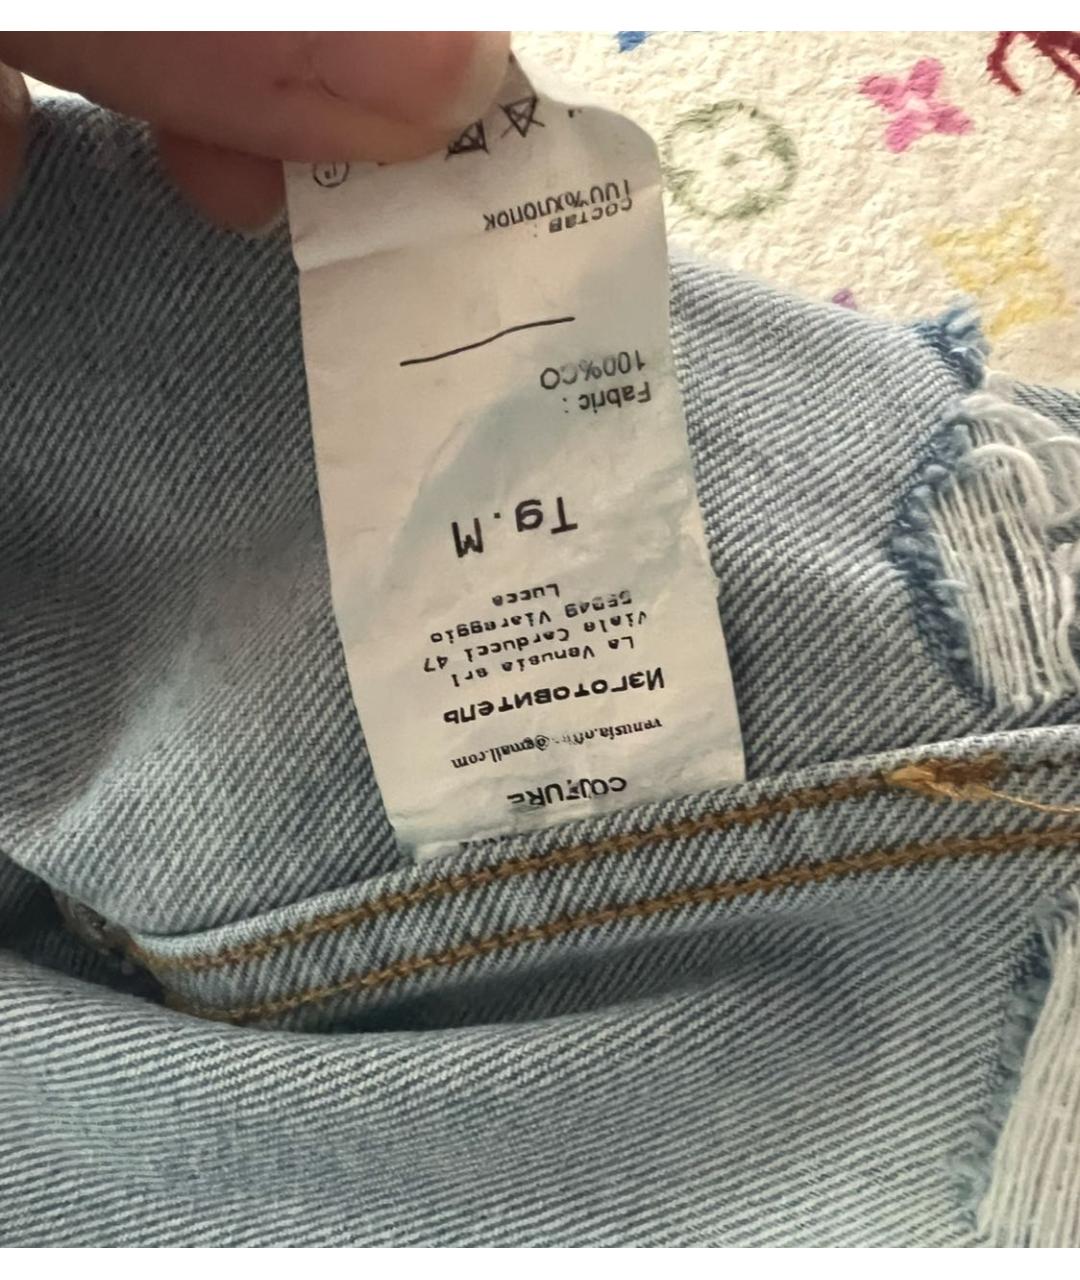 COUTURE
Изготовитель
La Venusia srl
Viale Carducci 47
55049 Viareggio
Lucca
Tg. M
Fabric :
100%CO
Состав :
100%хлопок